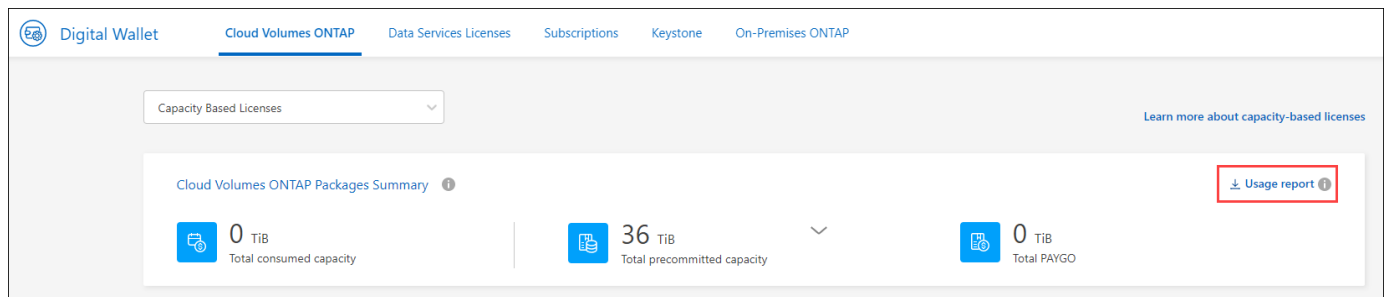 Digital Wallet
Cloud Volumes ONTAP
Data Services Licenses
Subscriptions
Keystone
On-Premises ONTAP
Capacity Based Licenses
Learn more about capacity-based licenses
Cloud Volumes ONTAP Packages Summary
Usage report
0 TiB
Total consumed capacity
36 TiB
Total precommitted capacity
0 TiB
Total PAYGO